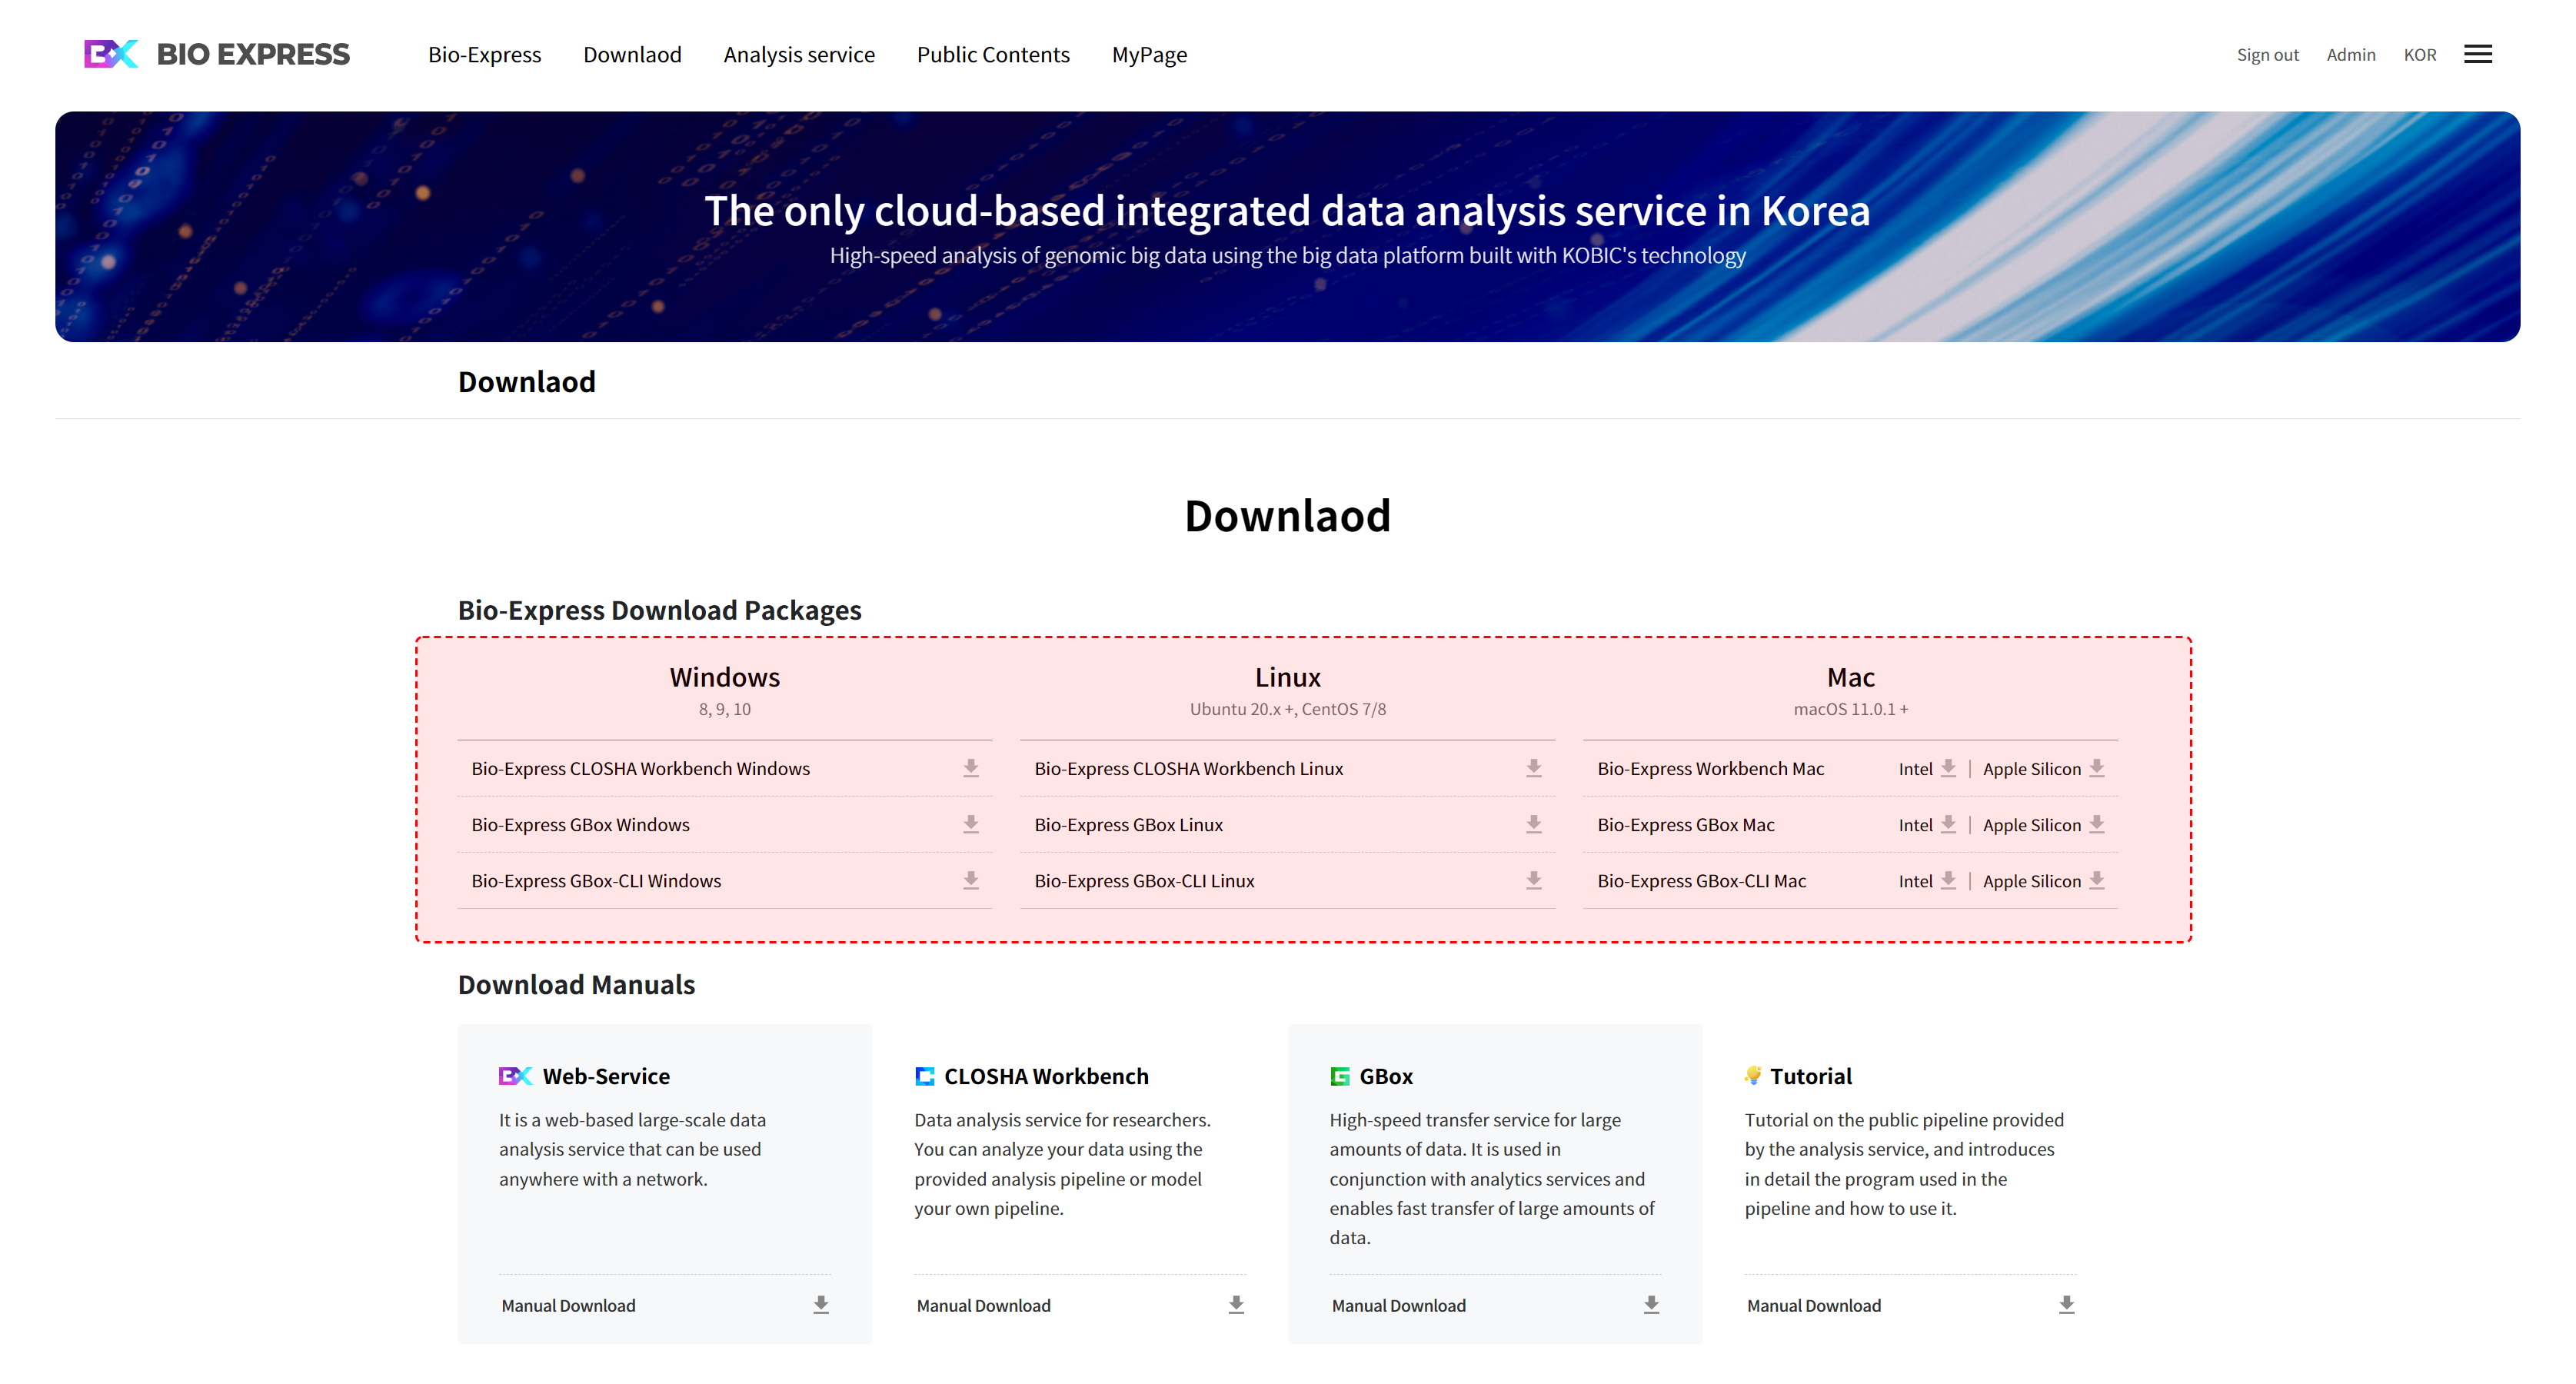 BX BIO EXPRESS
Bio-Express
Downlaod
Analysis service
Public Contents
MyPage
Sign out
Admin
KOR
The only cloud-based integrated data analysis service in Korea
High-speed analysis of genomic big data using the big data platform built with KOBIC's technology
Downlaod
Downlaod
Bio-Express Download Packages
Windows
8, 9, 10
Bio-Express CLOSHA Workbench Windows
Bio-Express GBox Windows
Bio-Express GBox-CLI Windows
Linux
Ubuntu 20.x +, CentOS 7/8
Bio-Express CLOSHA Workbench Linux
Bio-Express GBox Linux
Bio-Express GBox-CLI Linux
Mac
macOS 11.0.1 +
Bio-Express Workbench Mac Intel | Apple Silicon
Bio-Express GBox Mac Intel | Apple Silicon
Bio-Express GBox-CLI Mac Intel | Apple Silicon
Download Manuals
BX Web-Service
It is a web-based large-scale data
analysis service that can be used
anywhere with a network.
Manual Download
CLOSHA Workbench
Data analysis service for researchers.
You can analyze your data using the
provided analysis pipeline or model
your own pipeline.
Manual Download
GBox
High-speed transfer service for large
amounts of data. It is used in
conjunction with analytics services and
enables fast transfer of large amounts of
data.
Manual Download
Tutorial
Tutorial on the public pipeline provided
by the analysis service, and introduces
in detail the program used in the
pipeline and how to use it.
Manual Download